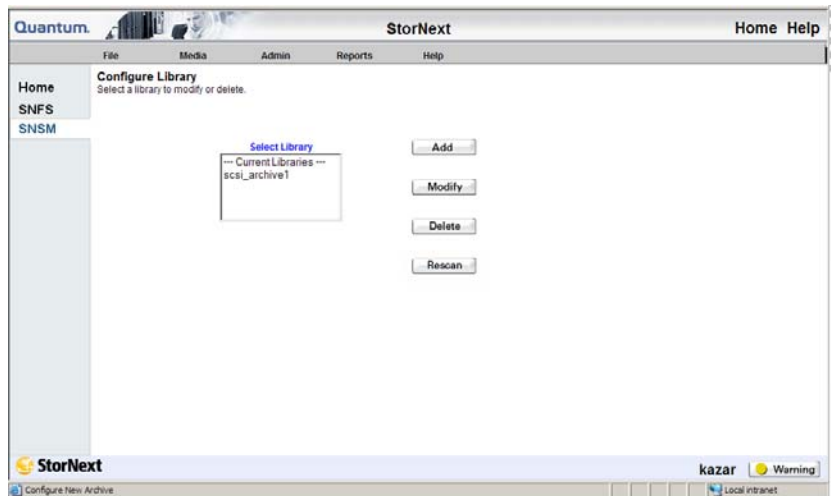 Quantum. StorNext Home Help
File Media Admin Reports Help
Home
SNFS
SNSM
Configure Library
Select a library to modify or delete.
Select Library
--- Current Libraries ---
scsi_archive1
Add
Modify
Delete
Rescan
StorNext
kazar Warning
Configure New Archive Local intranet